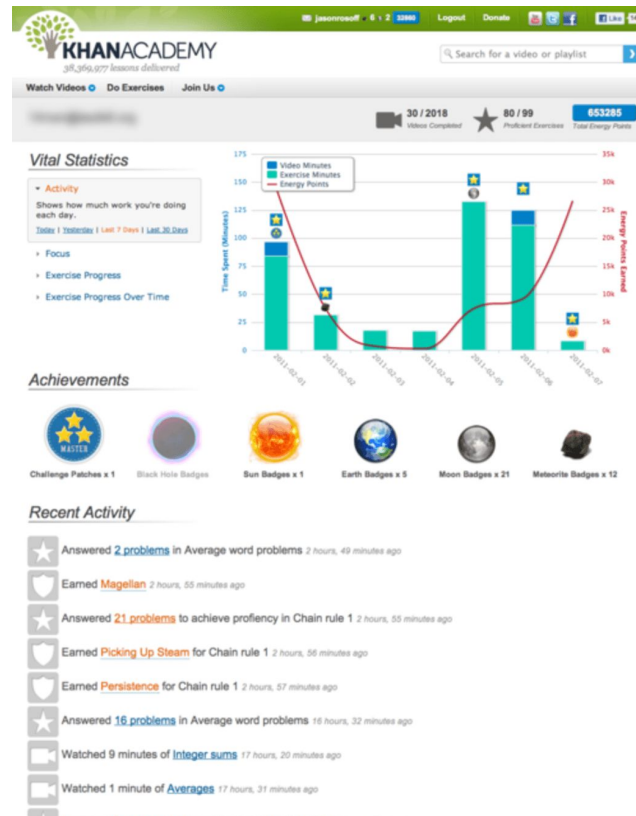 jasonrosoff 6 1 2 32860 Logout Donate Like
KHANACADEMY
38,369,977 lessons delivered
Search for a video or playlist
Watch Videos Do Exercises Join Us
30 / 2018
Videos Completed
80 / 99
Proficient Exercises
653285
Total Energy Points
Vital Statistics
Activity
Shows how much work you're doing
each day.
Today | Yesterday | Last 7 Days | Last 30 Days
Focus
Exercise Progress
Exercise Progress Over Time
Video Minutes
Exercise Minutes
Energy Points
Time Spent (Minutes)
175
150
125
100
75
50
25
0
2011-02-01
2011-02-02
2011-02-03
2011-02-04
2011-02-05
2011-02-06
2011-02-07
35k
30k
25k
20k
15k
10k
5k
0k
Energy Points Earned
Achievements
MASTER
Challenge Patches x 1
Black Hole Badges
Sun Badges x 1
Earth Badges x 5
Moon Badges x 21
Meteorite Badges x 12
Recent Activity
Answered 2 problems in Average word problems 2 hours, 49 minutes ago
Earned Magellan 2 hours, 55 minutes ago
Answered 21 problems to achieve profiency in Chain rule 1 2 hours, 55 minutes ago
Earned Picking Up Steam for Chain rule 1 2 hours, 56 minutes ago
Earned Persistence for Chain rule 1 2 hours, 57 minutes ago
Answered 16 problems in Average word problems 16 hours, 32 minutes ago
Watched 9 minutes of Integer sums 17 hours, 20 minutes ago
Watched 1 minute of Averages 17 hours, 31 minutes ago